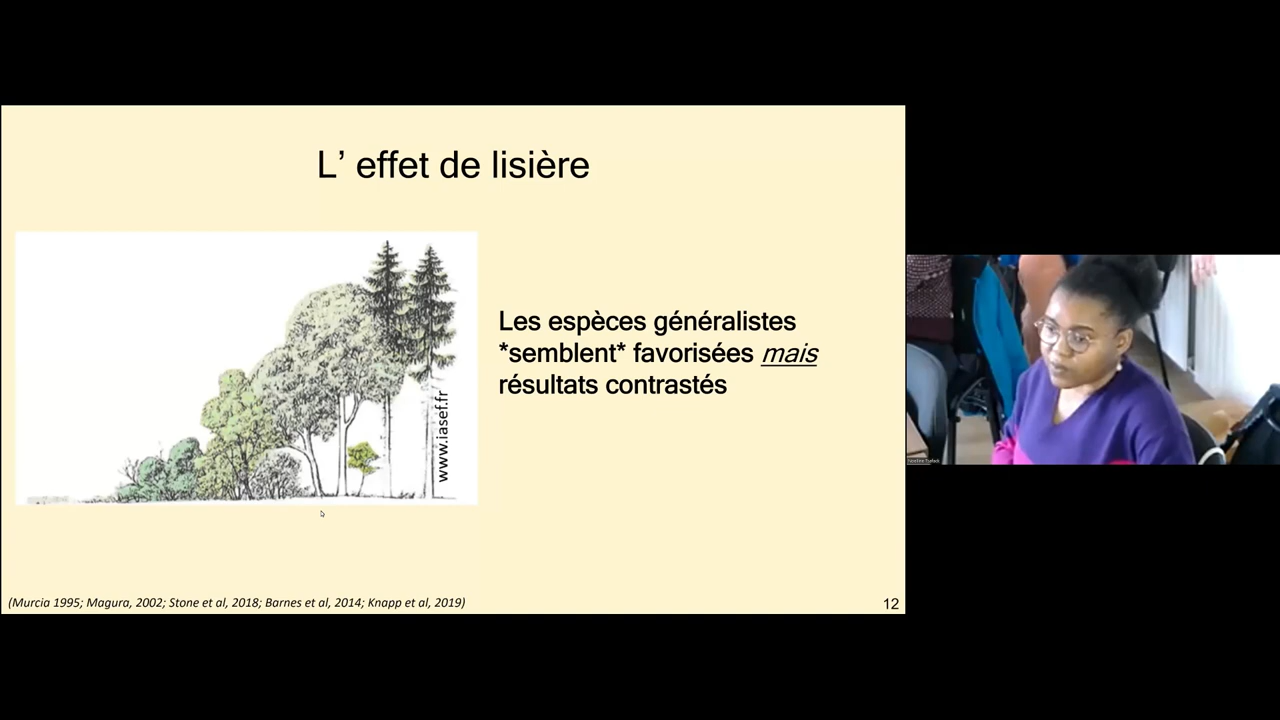 L’ effet de lisière
www.iasef.fr
Les espèces généralistes
*semblent* favorisées mais
résultats contrastés
(Murcia 1995; Magura, 2002; Stone et al, 2018; Barnes et al, 2014; Knapp et al, 2019)
12